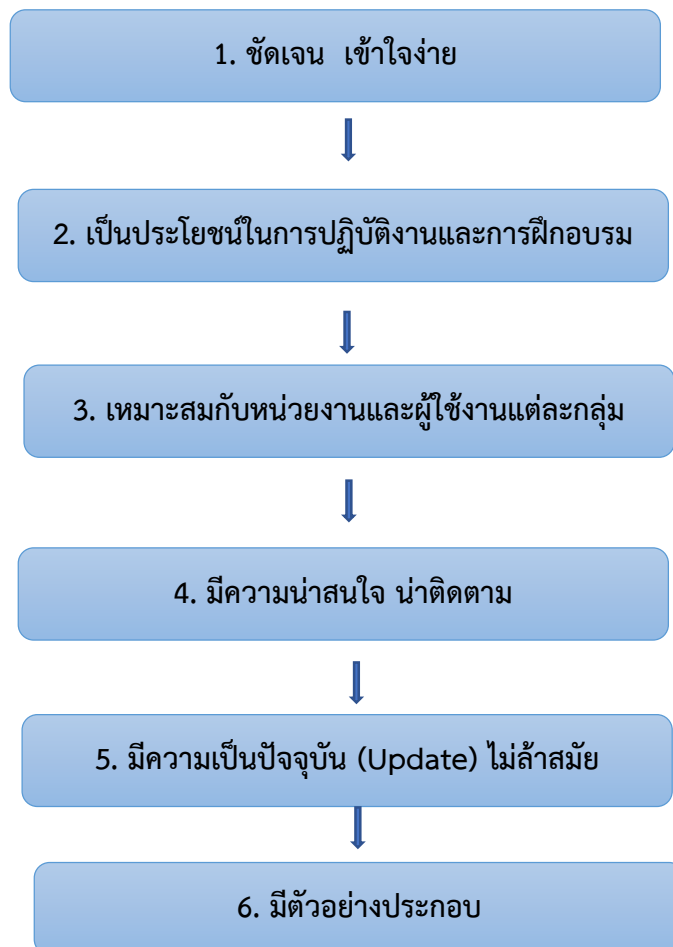 1. ชัดเจน เข้าใจง่าย
2. เป็นประโยชน์ในการปฏิบัติงานและการฝึกอบรม
3. เหมาะสมกับหน่วยงานและผู้ใช้งานแต่ละกลุ่ม
4. มีความน่าสนใจ น่าติดตาม
5. มีความเป็นปัจจุบัน (Update) ไม่ล้าสมัย
6. มีตัวอย่างประกอบ